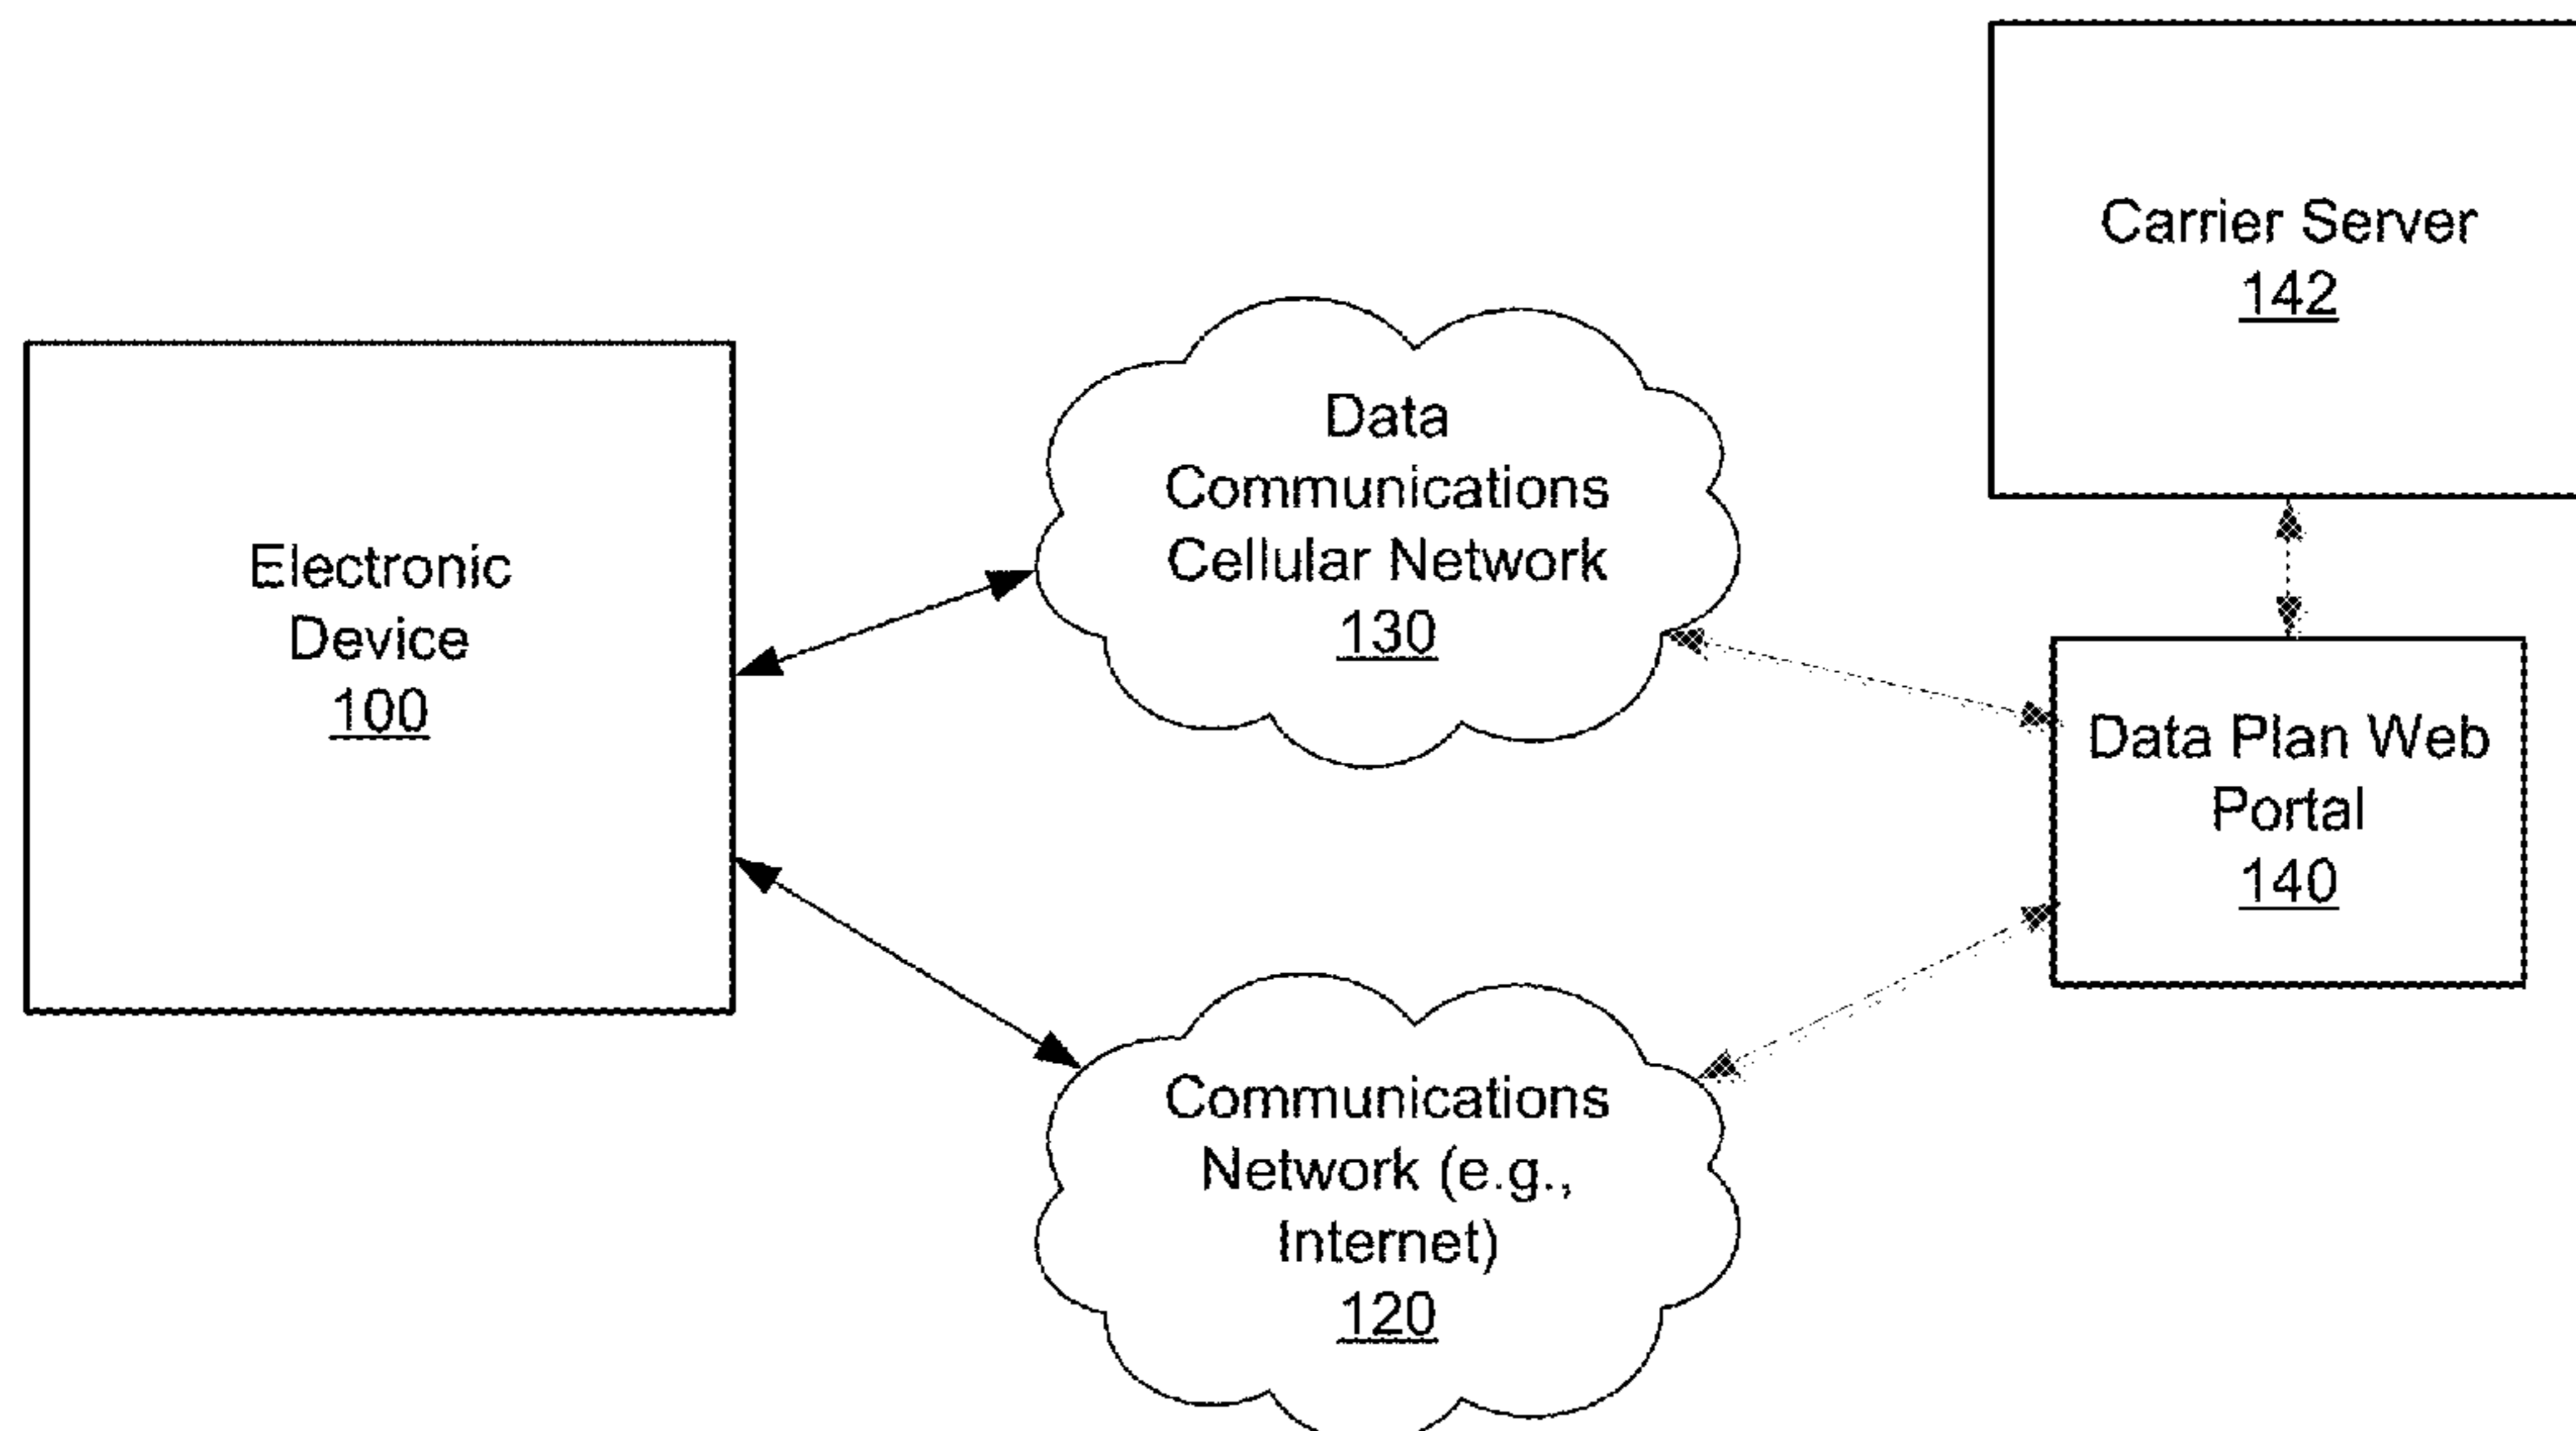 Carrier Server
142
Data
Communications
Cellular Network
130
Electronic
Device
100
Data Plan Web
Portal
140
Communications
Network (e.g.,
Internet)
120